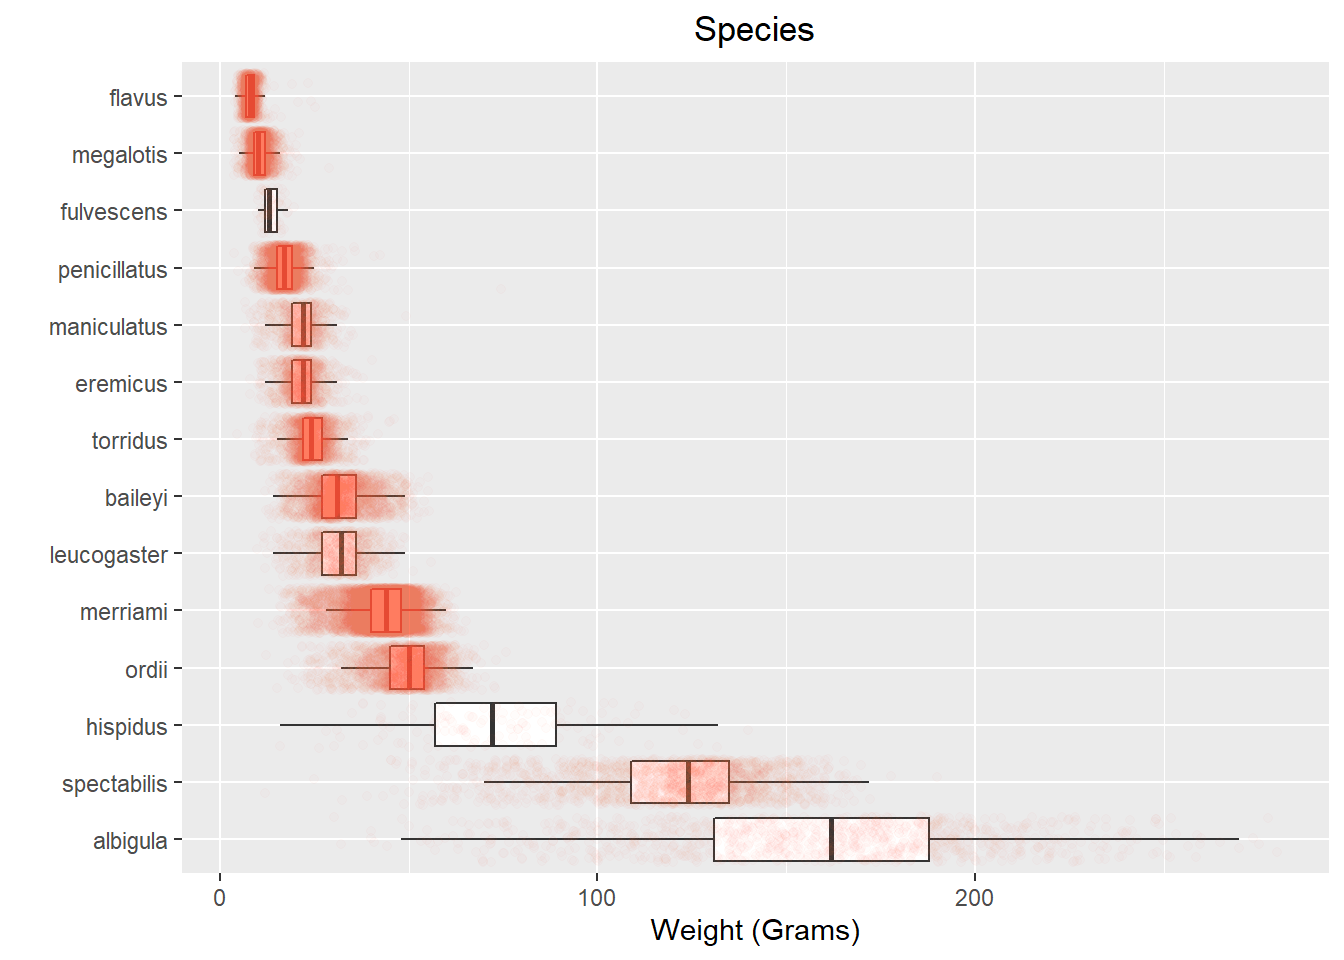 Species
flavus
megalotis
fulvescens
penicillatus
maniculatus
eremicus
torridus
baileyi
leucogaster
merriami
ordii
hispidus
spectabilis
albigula
0 100 200
Weight (Grams)